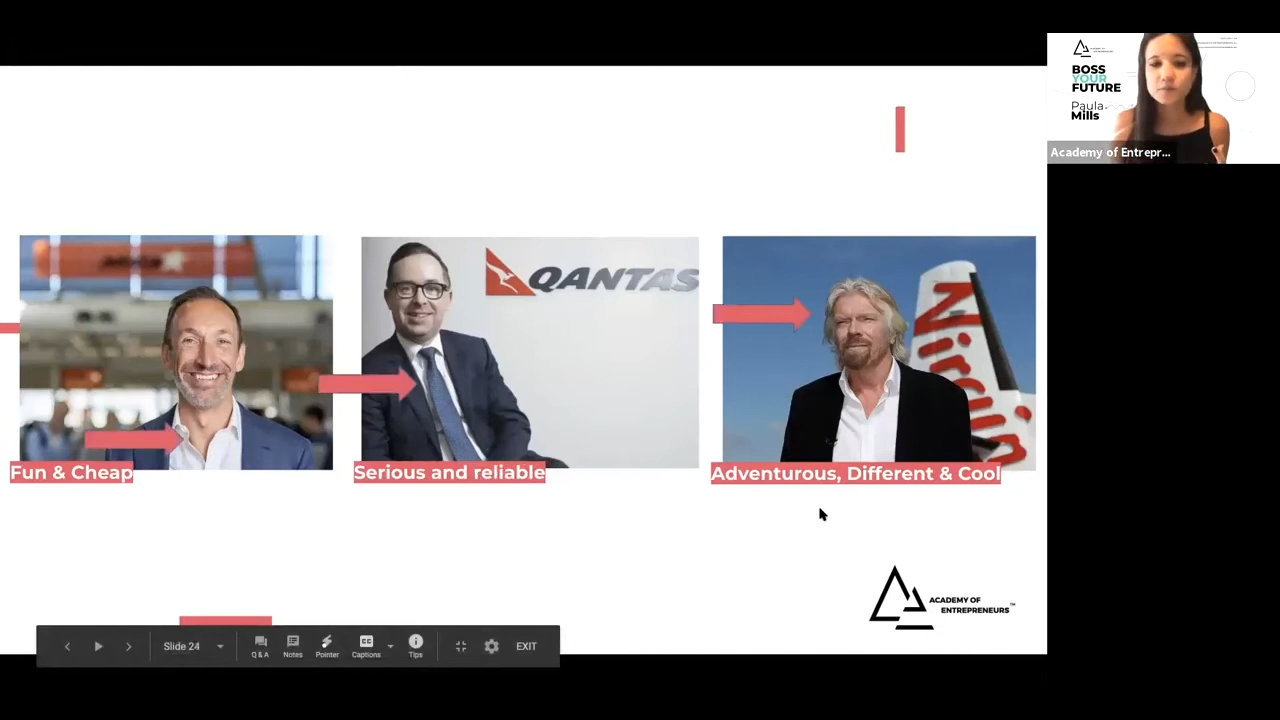 BOSS
YOUR
FUTURE
Paula
Mills
Academy of Entrepr...
QANTAS
Virgin
Fun & Cheap
Serious and reliable
Adventurous, Different & Cool
ACADEMY OF
ENTREPRENEURS™
Slide 24
Q & A
Notes
Pointer
Captions
Tips
EXIT